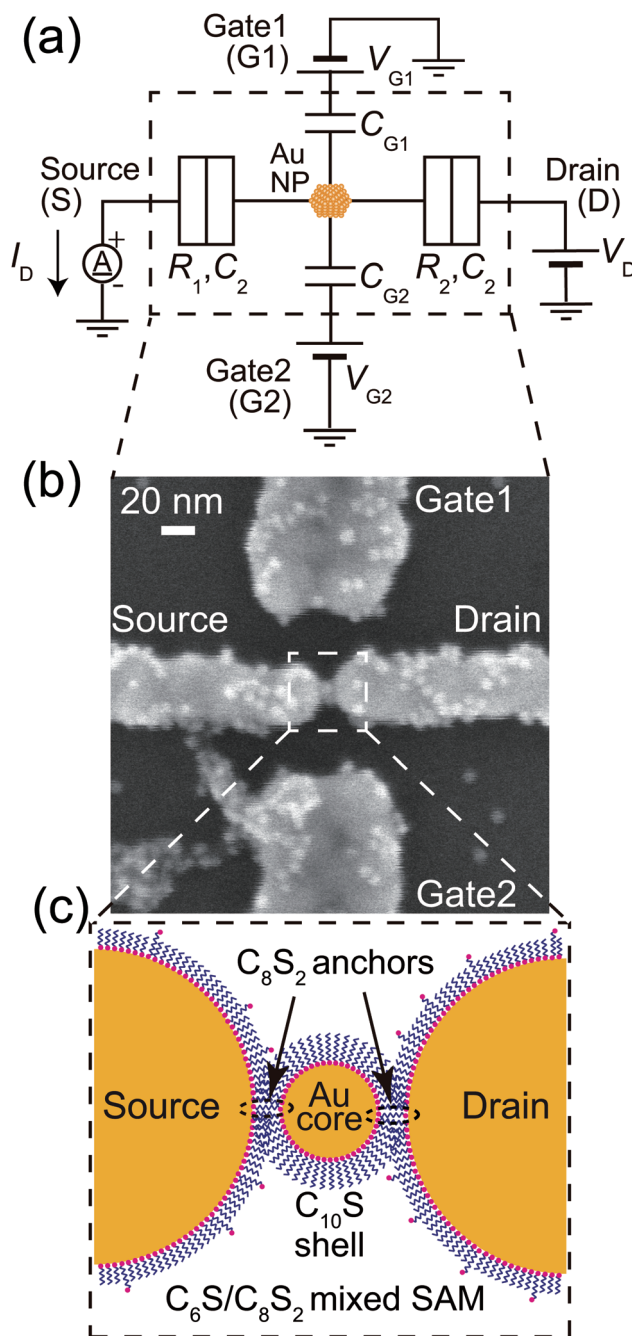 (a)
Gate1
(G1)
V_G1
C_G1
Au
NP
Source
(S)
Drain
(D)
I_D
+
A
-
R_1,C_2
R_2,C_2
V_D
C_G2
Gate2
(G2)
V_G2
(b)
20 nm
Gate1
Source
Drain
Gate2
(c)
C_8S_2 anchors
Source
Au
core
Drain
C_10S
shell
C_6S/C_8S_2 mixed SAM